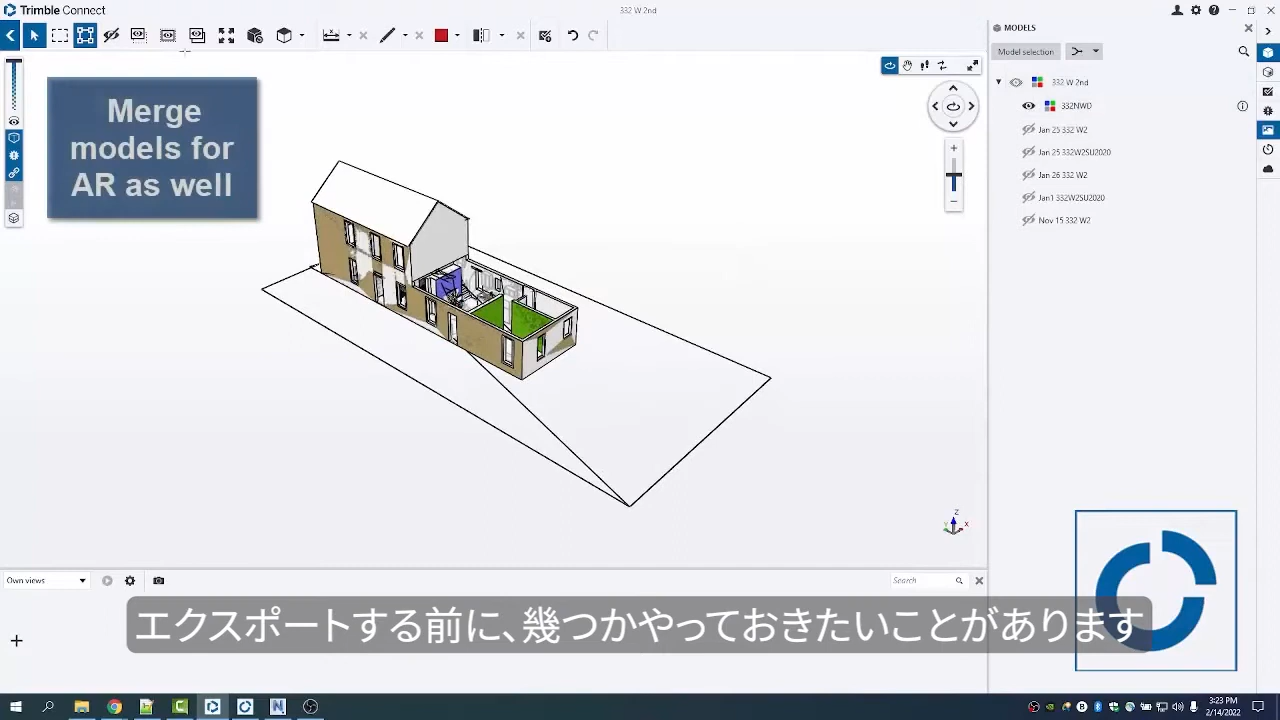 Trimble Connect
332 W 2nd
MODELS
Model selection
Merge
models for
AR as well
332 W 2nd
332NWD
Jan 25 332 W2
Jan 25 332W2SU2020
Jan 26 332 W2
Jan1 332W2SU2020
Nov 15 332 W2
Z
Y
X
Own views
Search
エクスポートする前に、幾つかやっておきたいことがあります
3:23 PM
2/14/2022